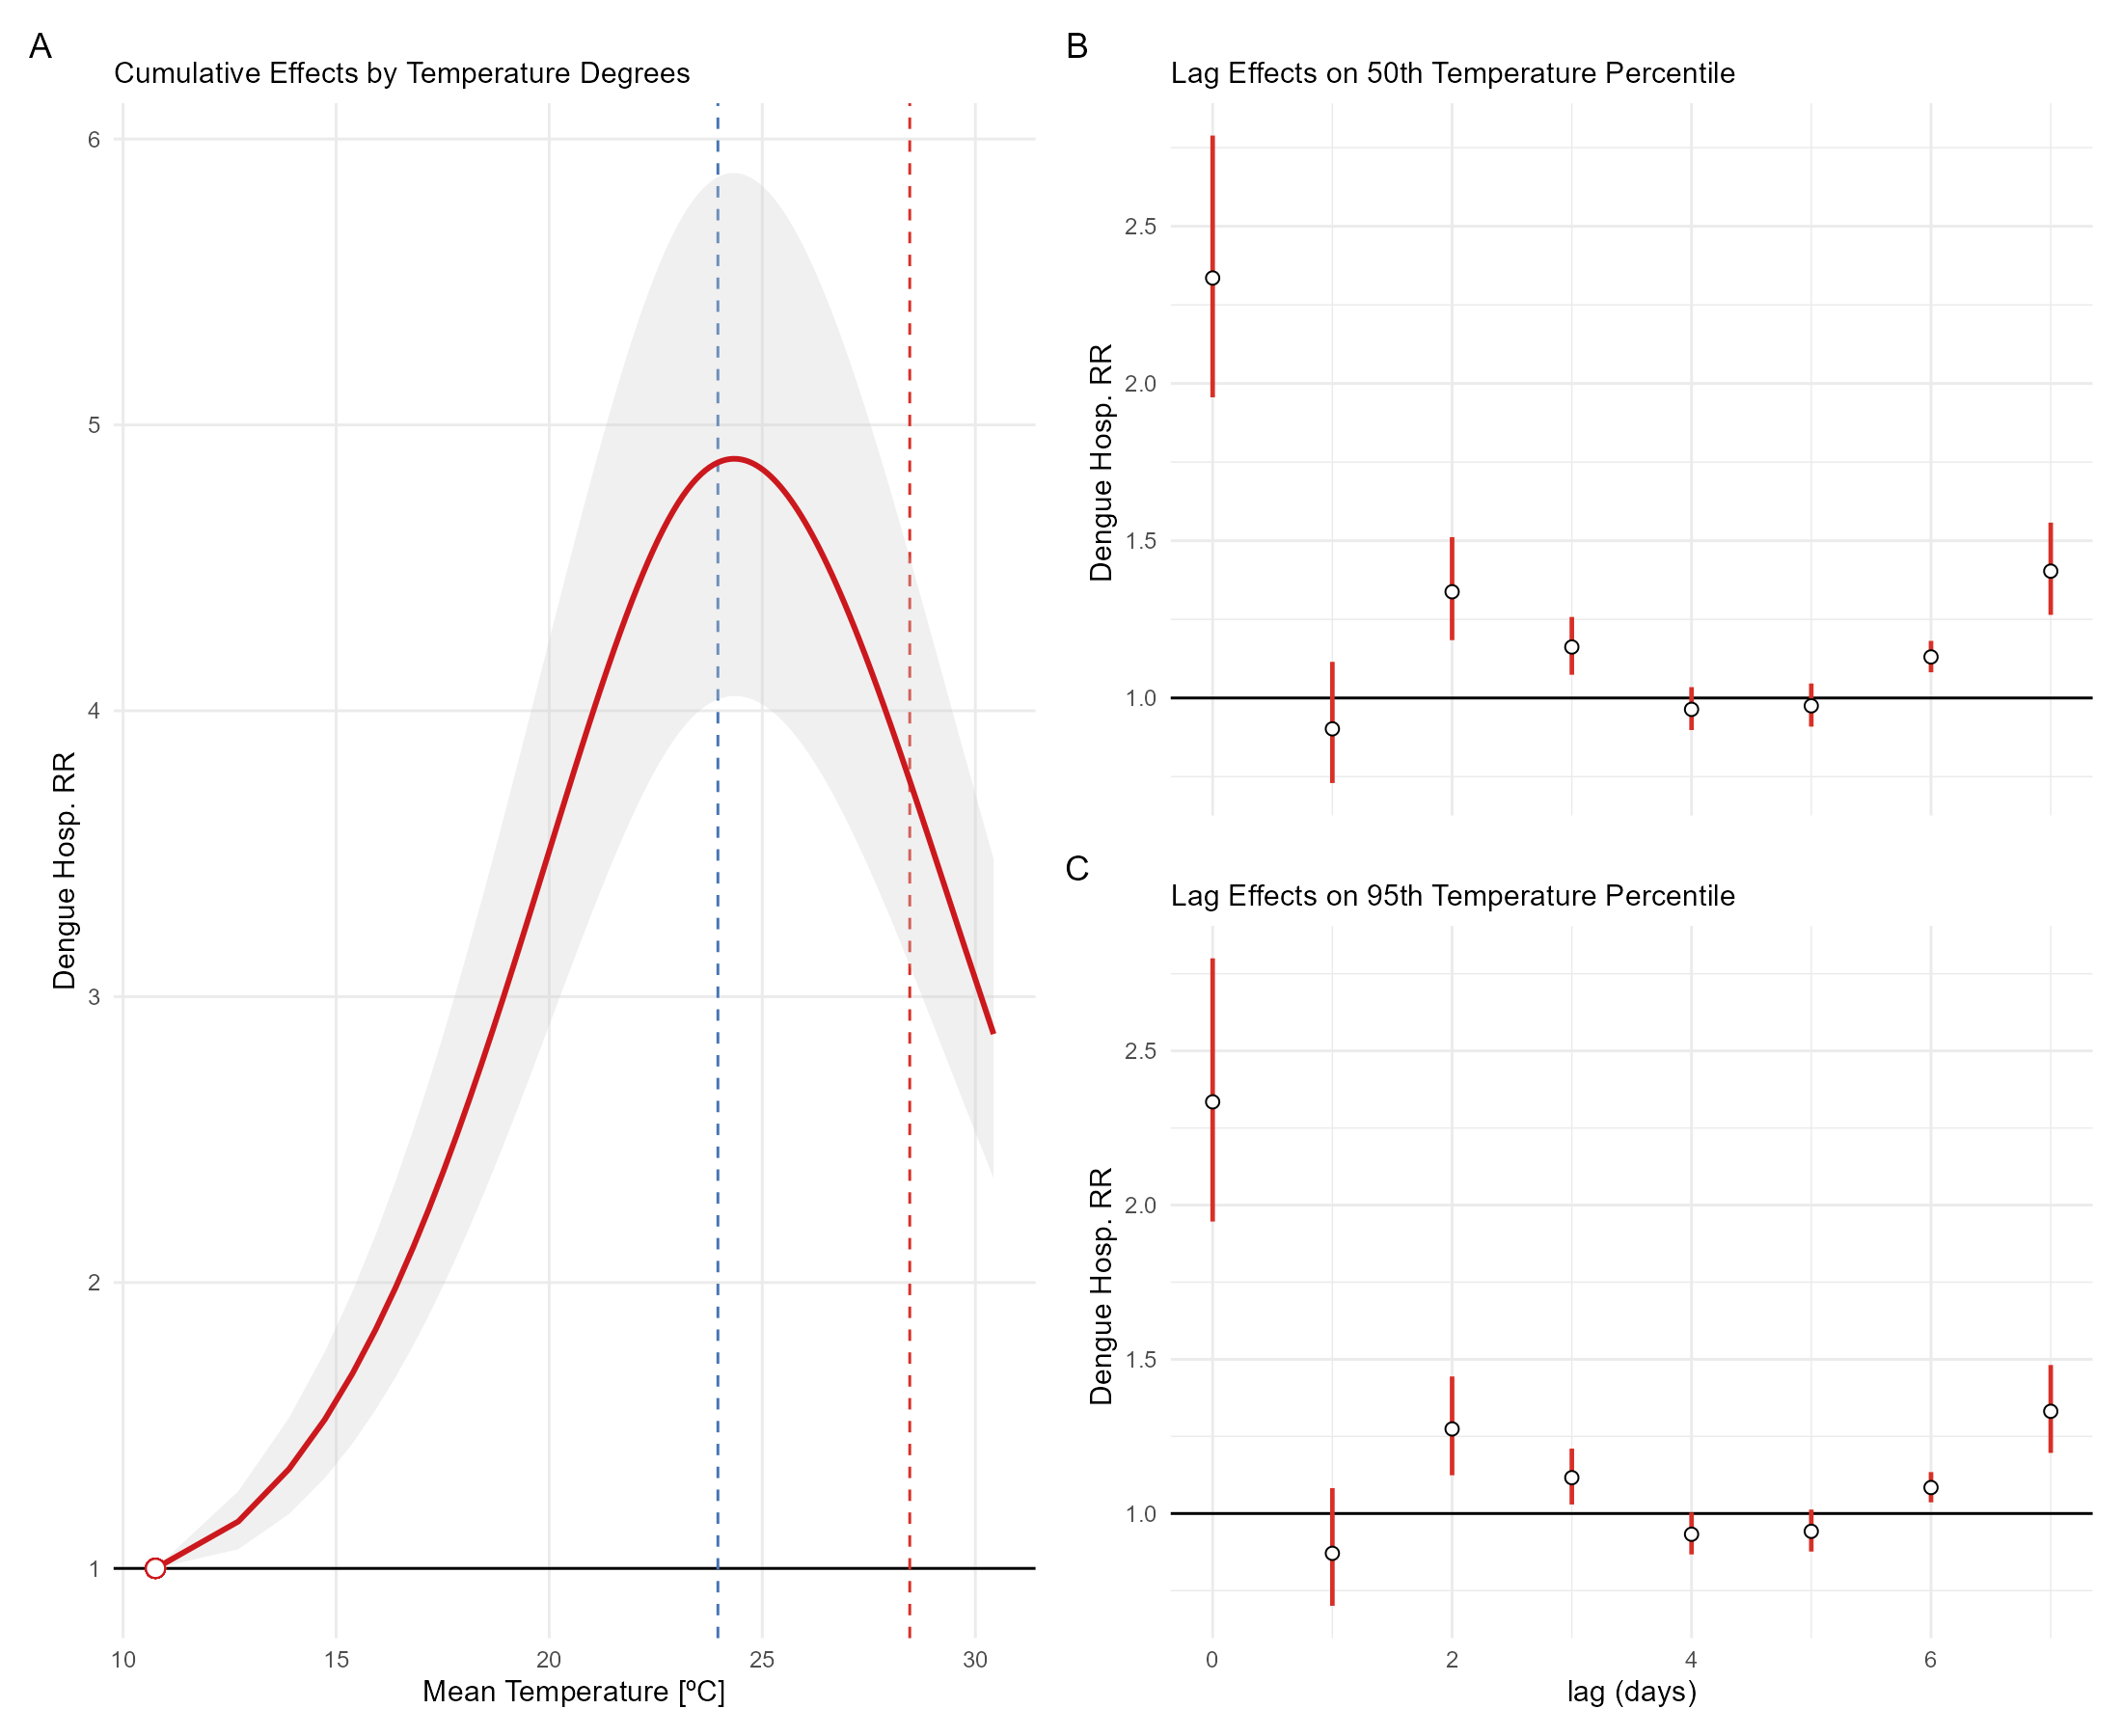 A
Cumulative Effects by Temperature Degrees
Dengue Hosp. RR
6
5
4
3
2
1
10 15 20 25 30
Mean Temperature [ºC]
B
Lag Effects on 50th Temperature Percentile
Dengue Hosp. RR
2.5
2.0
1.5
1.0
C
Lag Effects on 95th Temperature Percentile
Dengue Hosp. RR
2.5
2.0
1.5
1.0
0 2 4 6
lag (days)